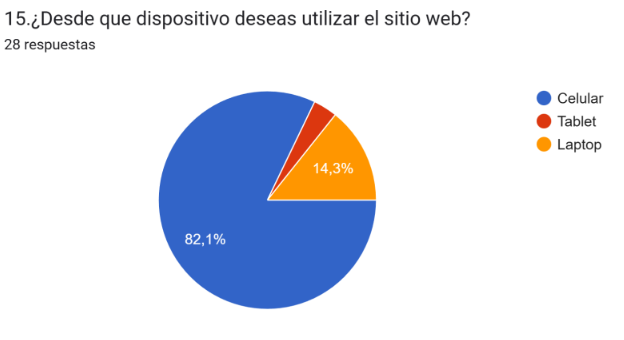 15.¿Desde que dispositivo deseas utilizar el sitio web?
28 respuestas
Celular
Tablet
Laptop
14,3%
82,1%